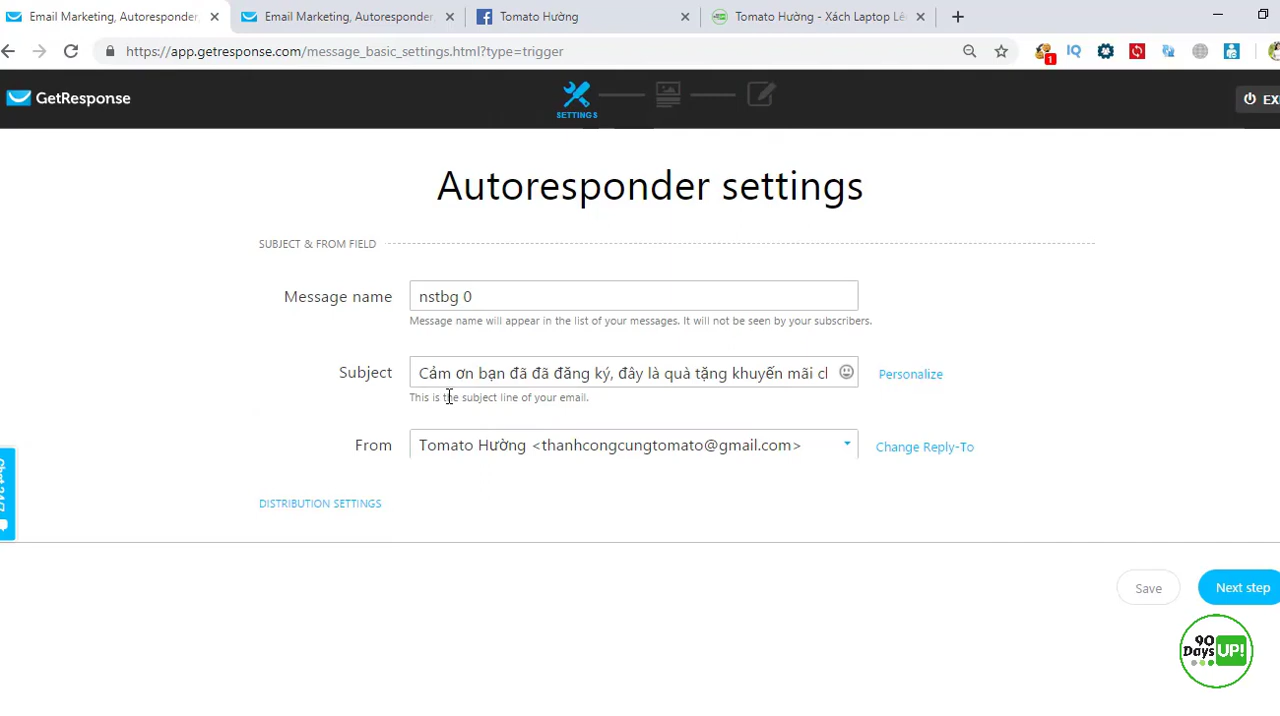 Email Marketing, Autoresponder,
Email Marketing, Autoresponder
Tomato Hường
Tomato Hường - Xách Laptop Lê
https://app.getresponse.com/message_basic_settings.html?type=trigger
1
IQ
GetResponse
SETTINGS
EX
Autoresponder settings
SUBJECT & FROM FIELD
Message name
nstbg 0
Message name will appear in the list of your messages. It will not be seen by your subscribers.
Subject
Cảm ơn bạn đã đã đăng ký, đây là quà tặng khuyến mãi cl
Personalize
This is the subject line of your email.
From
Tomato Hường <thanhcongcungtomato@gmail.com>
Change Reply-To
DISTRIBUTION SETTINGS
Save
Next step
90
Days UP!